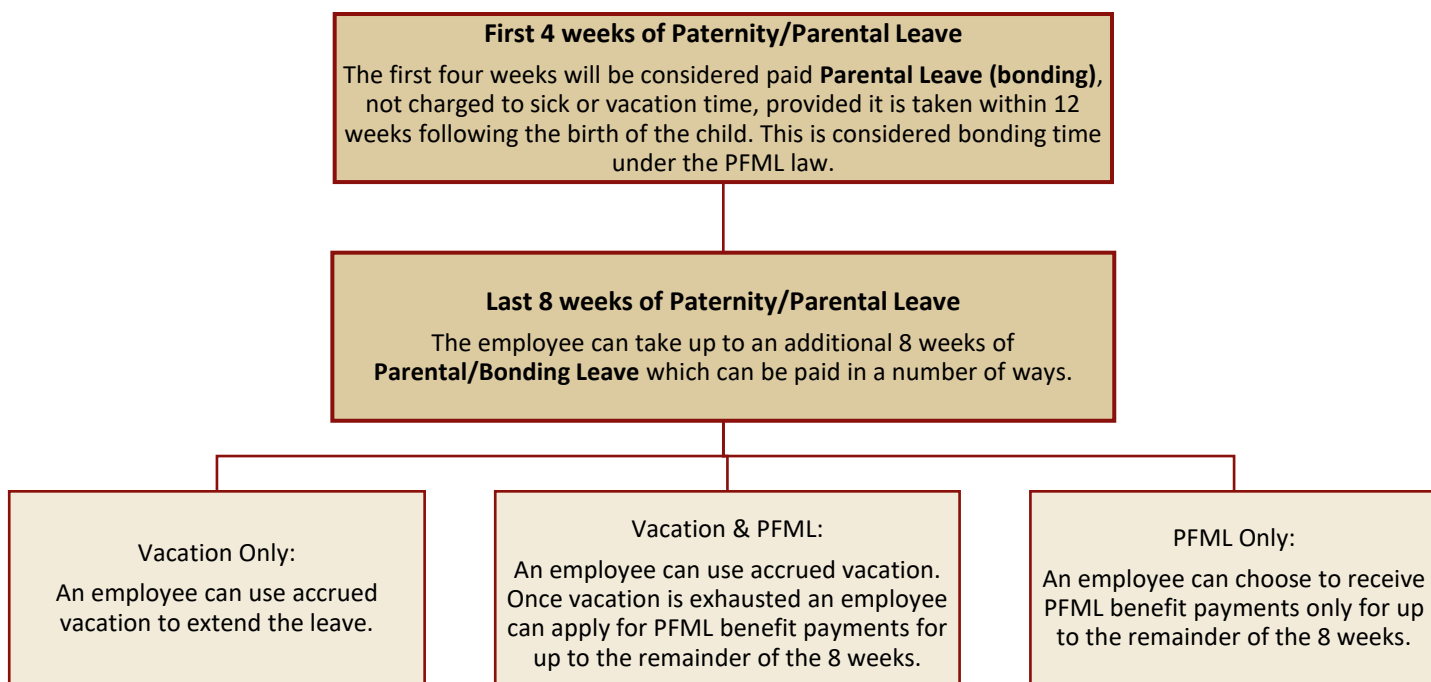 First 4 weeks of Paternity/Parental Leave
The first four weeks will be considered paid Parental Leave (bonding),
not charged to sick or vacation time, provided it is taken within 12
weeks following the birth of the child. This is considered bonding time
under the PFML law.
Last 8 weeks of Paternity/Parental Leave
The employee can take up to an additional 8 weeks of
Parental/Bonding Leave which can be paid in a number of ways.
Vacation Only:
An employee can use accrued
vacation to extend the leave.
Vacation & PFML:
An employee can use accrued vacation.
Once vacation is exhausted an employee
can apply for PFML benefit payments for
up to the remainder of the 8 weeks.
PFML Only:
An employee can choose to receive
PFML benefit payments only for up
to the remainder of the 8 weeks.